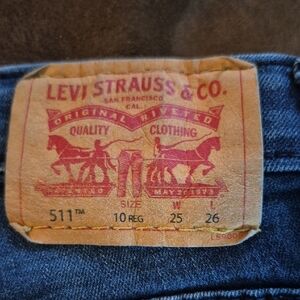 LEVI STRAUSS & CO.
SAN FRANCISCO
CAL.
ORIGINAL RIVETED
QUALITY CLOTHING
MAY 20 1873
SIZE W L
511™ 10 REG 25 26